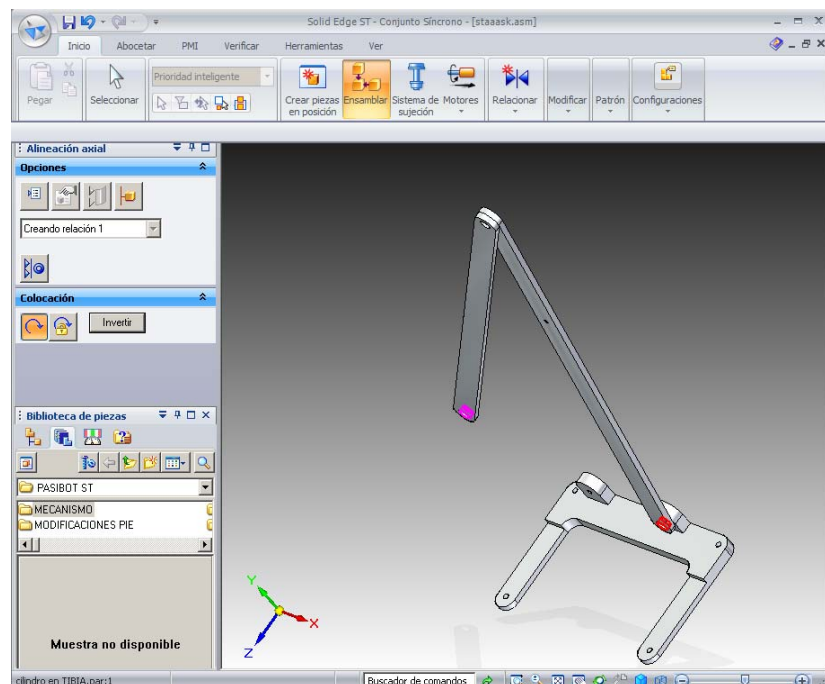 Solid Edge ST - Conjunto Síncrono - [staaask.asm]
Inicio Abocetar PMI Verificar Herramientas Ver
Pegar
Seleccionar
Prioridad inteligente
Crear piezas en posición
Ensamblar
Sistema de sujeción
Motores
Relacionar
Modificar
Patrón
Configuraciones
Alineación axial
Opciones
Creando relación 1
Colocación
Invertir
Biblioteca de piezas
PASIBOT ST
MECANISMO
MODIFICACIONES PIE
Muestra no disponible
Y
X
Z
cilindro en TIBIA.par:1
Buscador de comandos